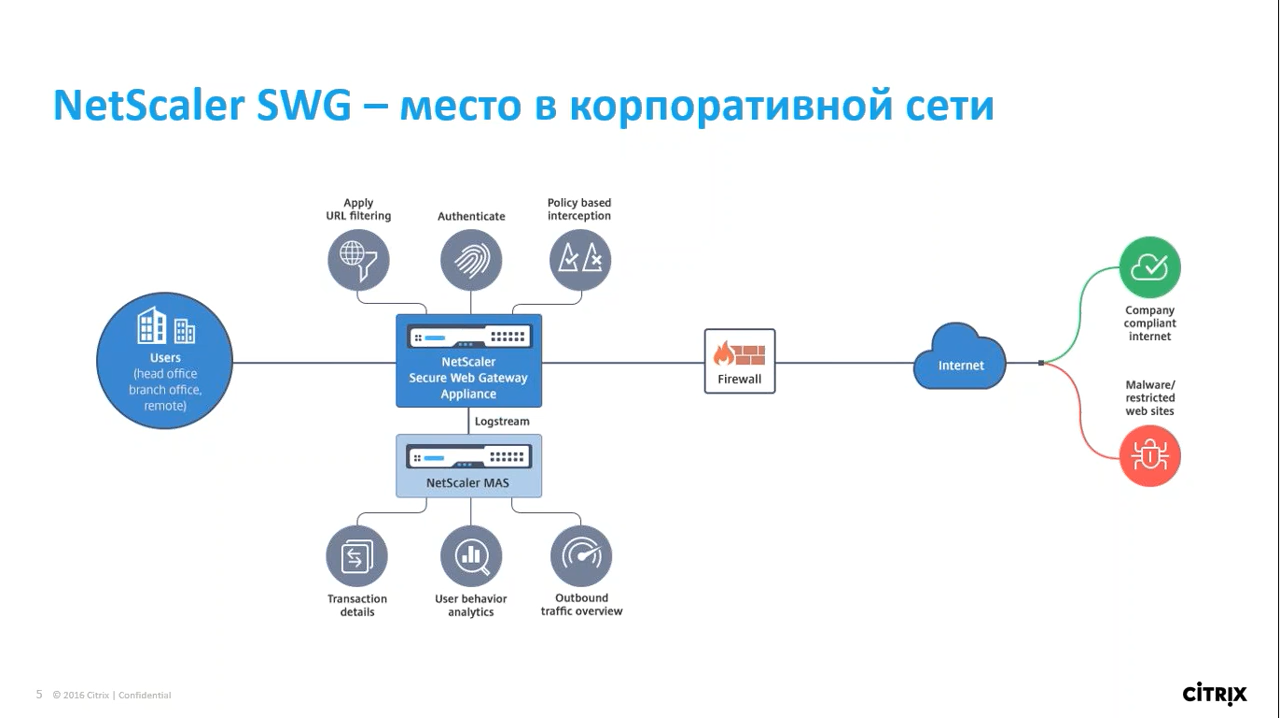 NetScaler SWG – место в корпоративной сети
Apply
URL filtering
Authenticate
Policy based
interception
Users
(head office
branch office,
remote)
NetScaler
Secure Web Gateway
Appliance
Logstream
NetScaler MAS
Firewall
Internet
Company
compliant
internet
Malware/
restricted
web sites
Transaction
details
User behavior
analytics
Outbound
traffic overview
5 © 2016 Citrix | Confidential
CİTRIX